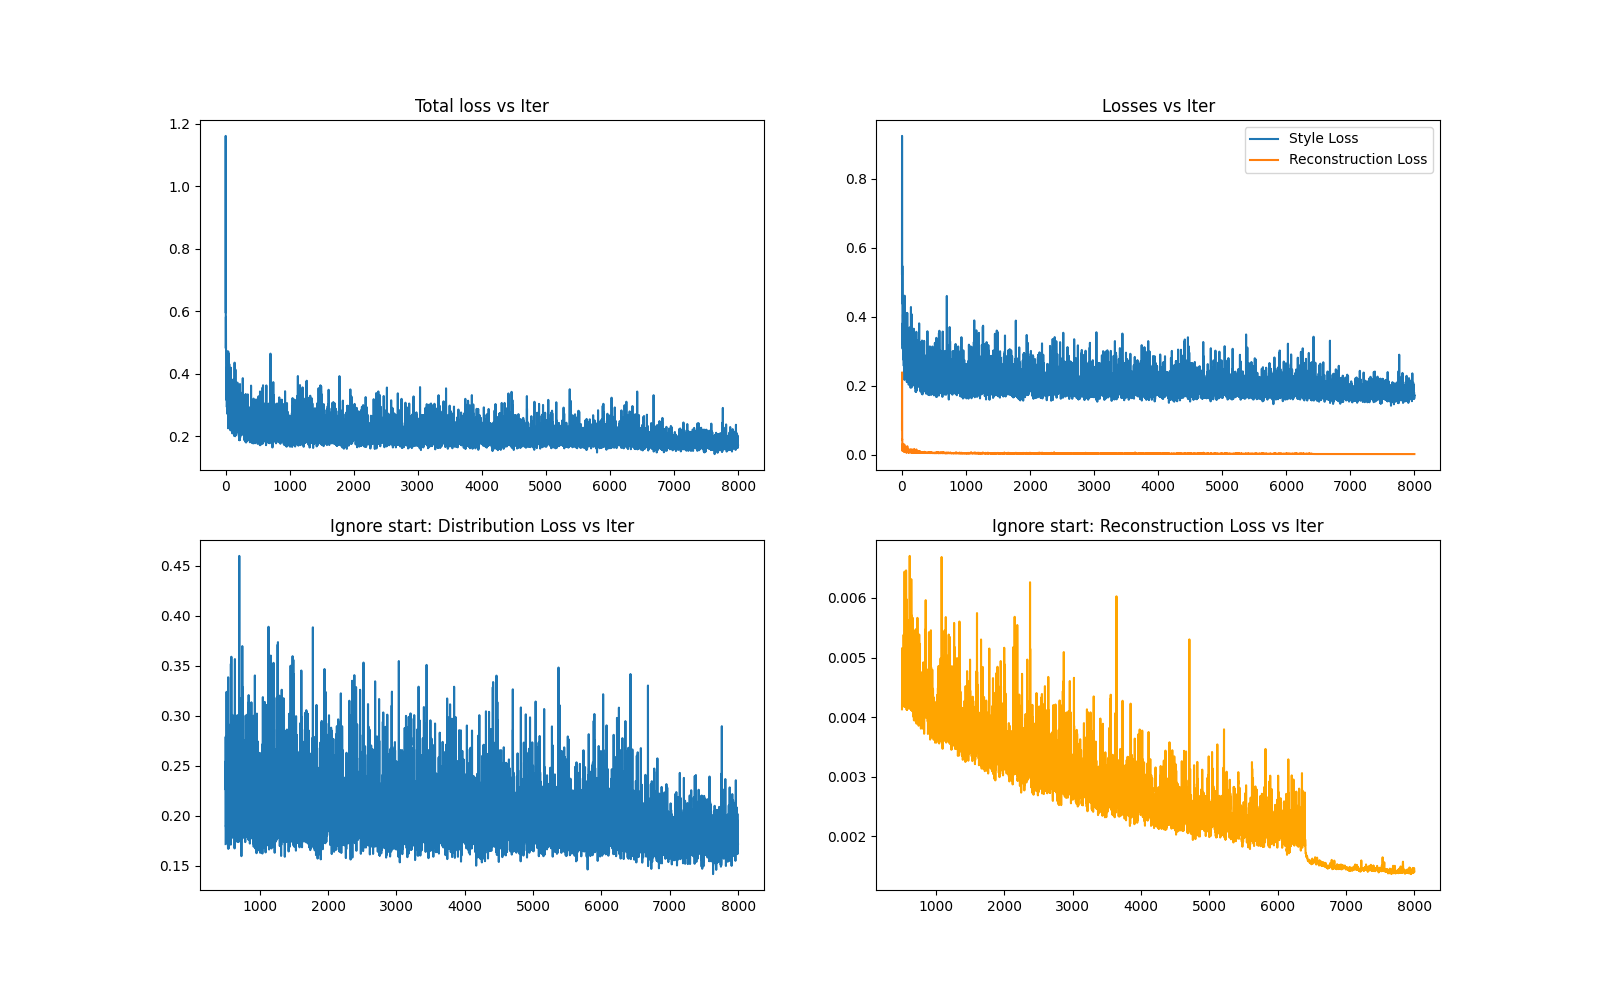 Total loss vs Iter
1.2
1.0
0.8
0.6
0.4
0.2
0 1000 2000 3000 4000 5000 6000 7000 8000
Losses vs Iter
Style Loss
Reconstruction Loss
0.8
0.6
0.4
0.2
0.0
0 1000 2000 3000 4000 5000 6000 7000 8000
Ignore start: Distribution Loss vs Iter
0.45
0.40
0.35
0.30
0.25
0.20
0.15
1000 2000 3000 4000 5000 6000 7000 8000
Ignore start: Reconstruction Loss vs Iter
0.006
0.005
0.004
0.003
0.002
1000 2000 3000 4000 5000 6000 7000 8000